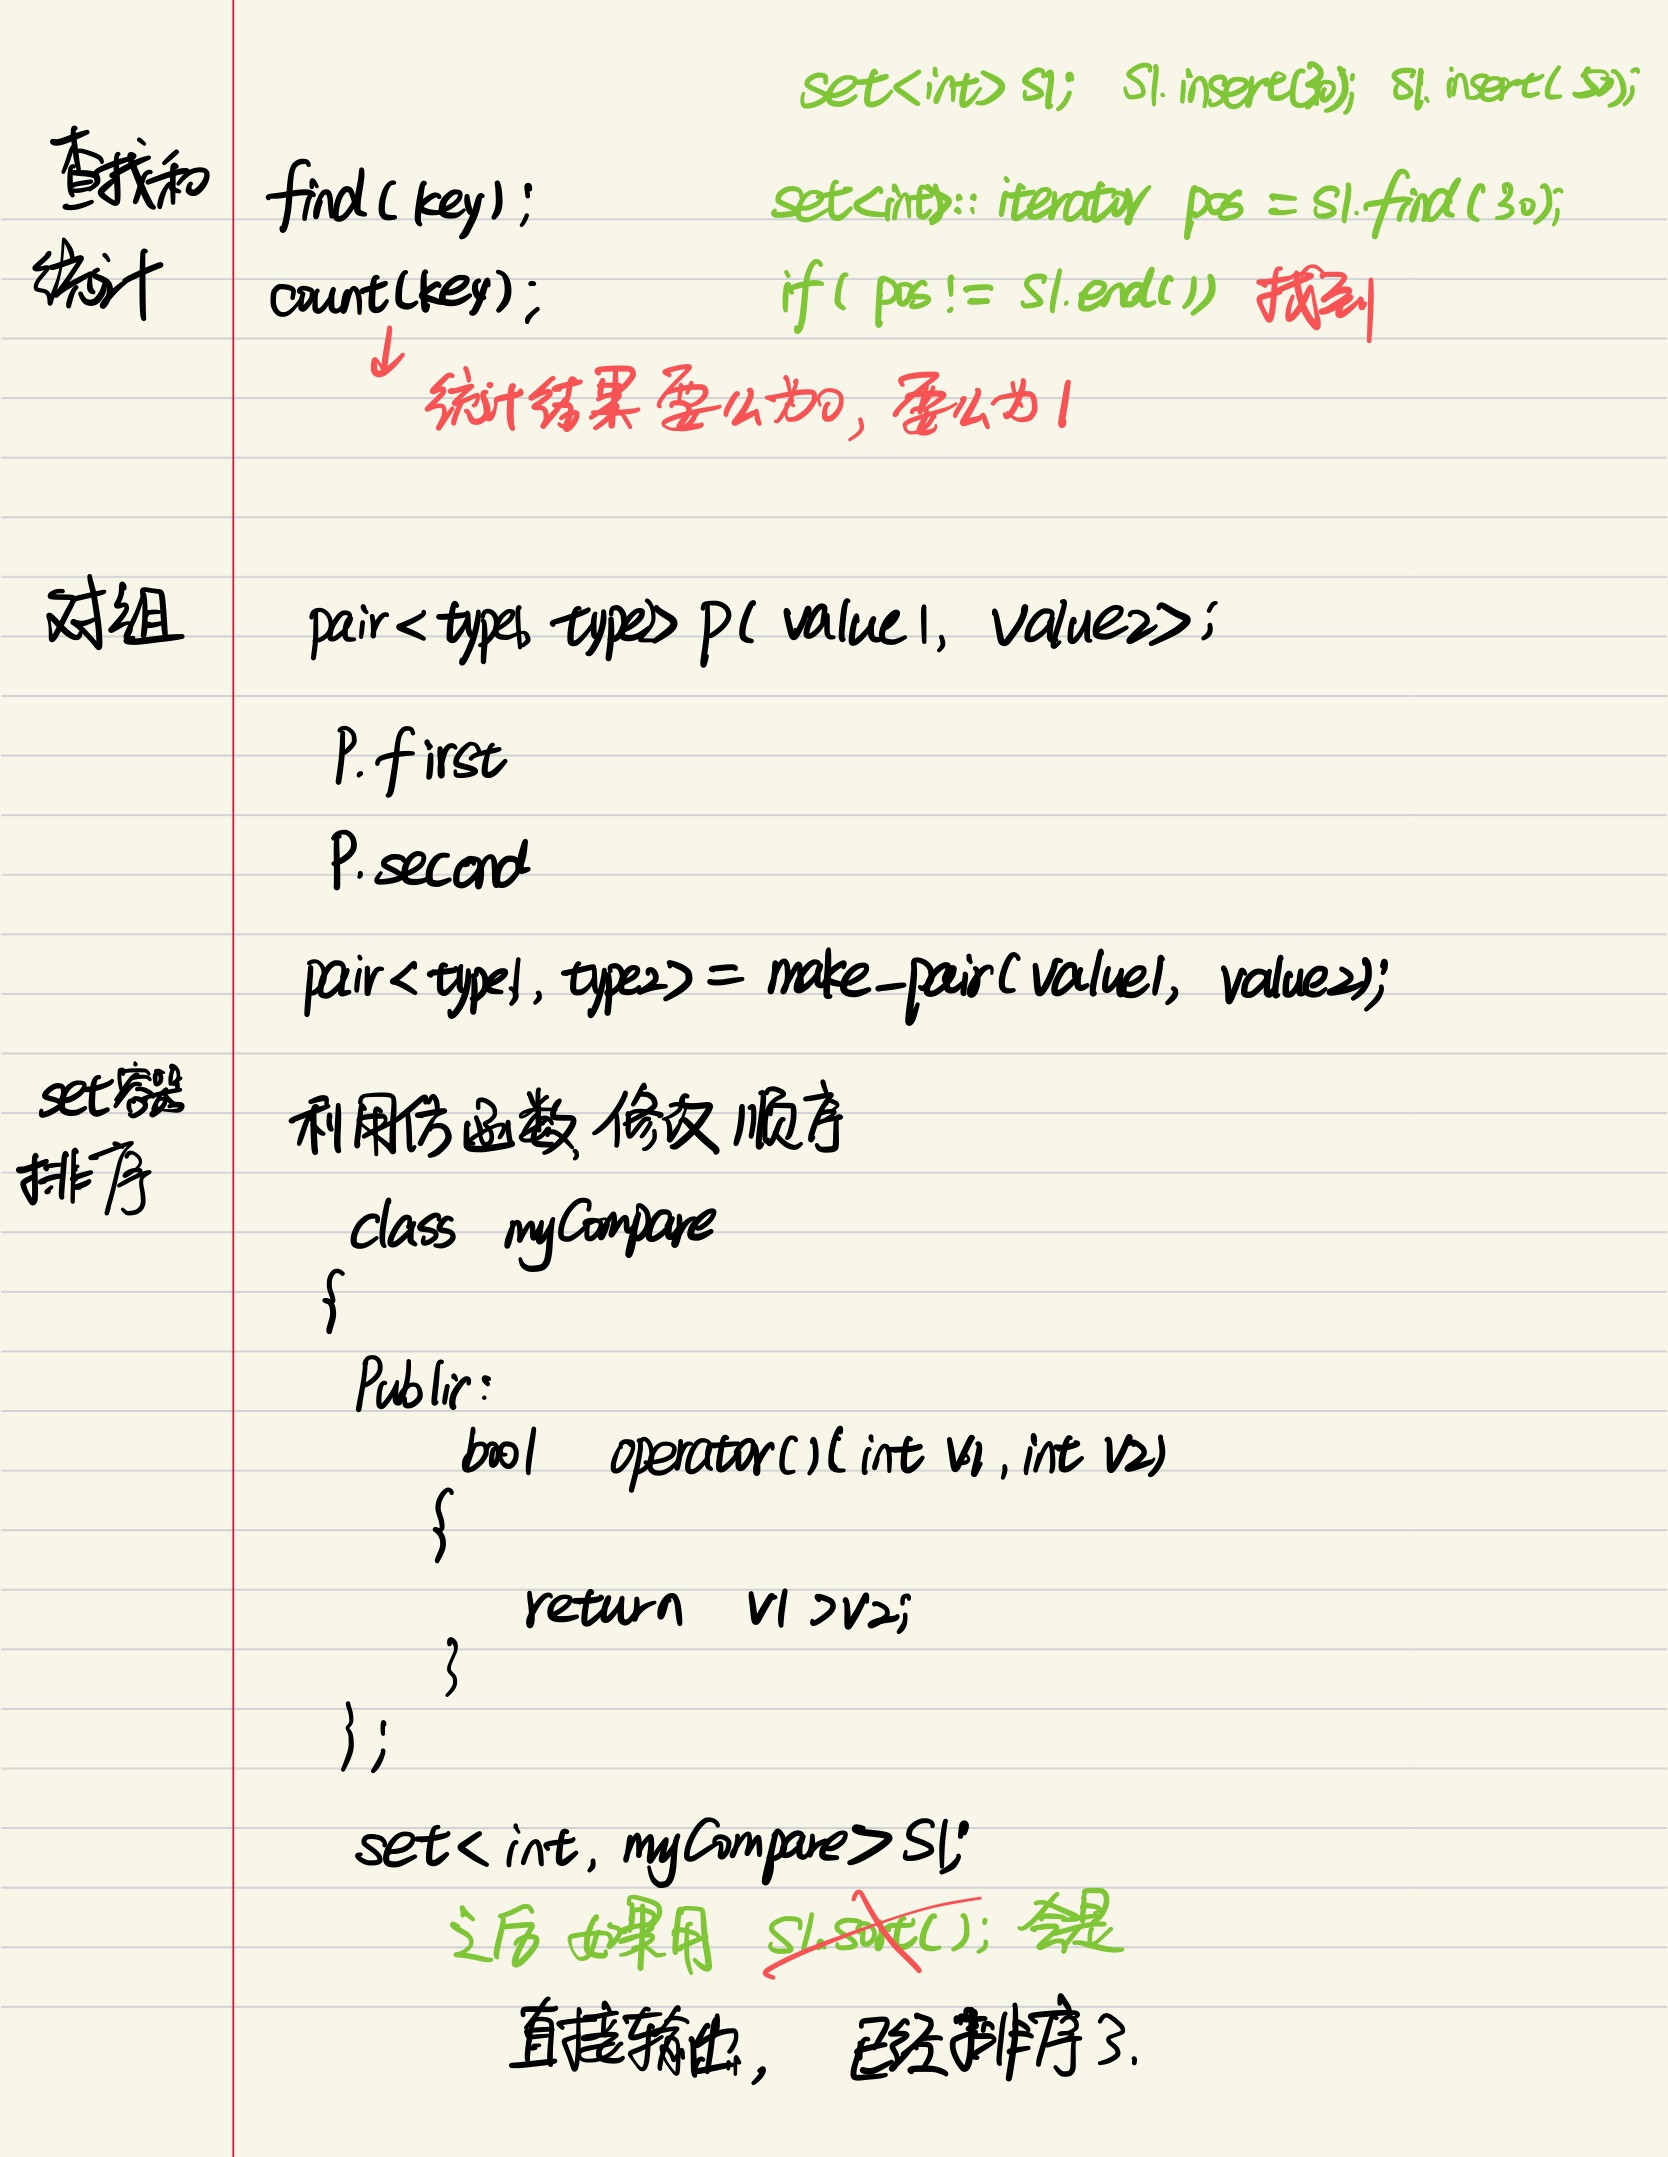 set<int> S1; S1.insert(30); S1.insert(50);
查找和
find(key);
set<int>::iterator pos = S1.find(30);
统计
count(key);
if(pos != S1.end()) 找到
↓
统计结果要么为0, 要么为1
对组
pair<type1, type2> p( value1, value2>;
P.first
P.second
pair<type1, type2> = make_pair(value1, value2);
set容器
排序
利用仿函数,修改顺序
class myCompare
{
Public:
bool operator()(int v1, int v2)
{
return v1>v2;
}
};
set<int, myCompare>S1;
之后如果用 S1.sort(); 会是
直接输出, 已经排序了.